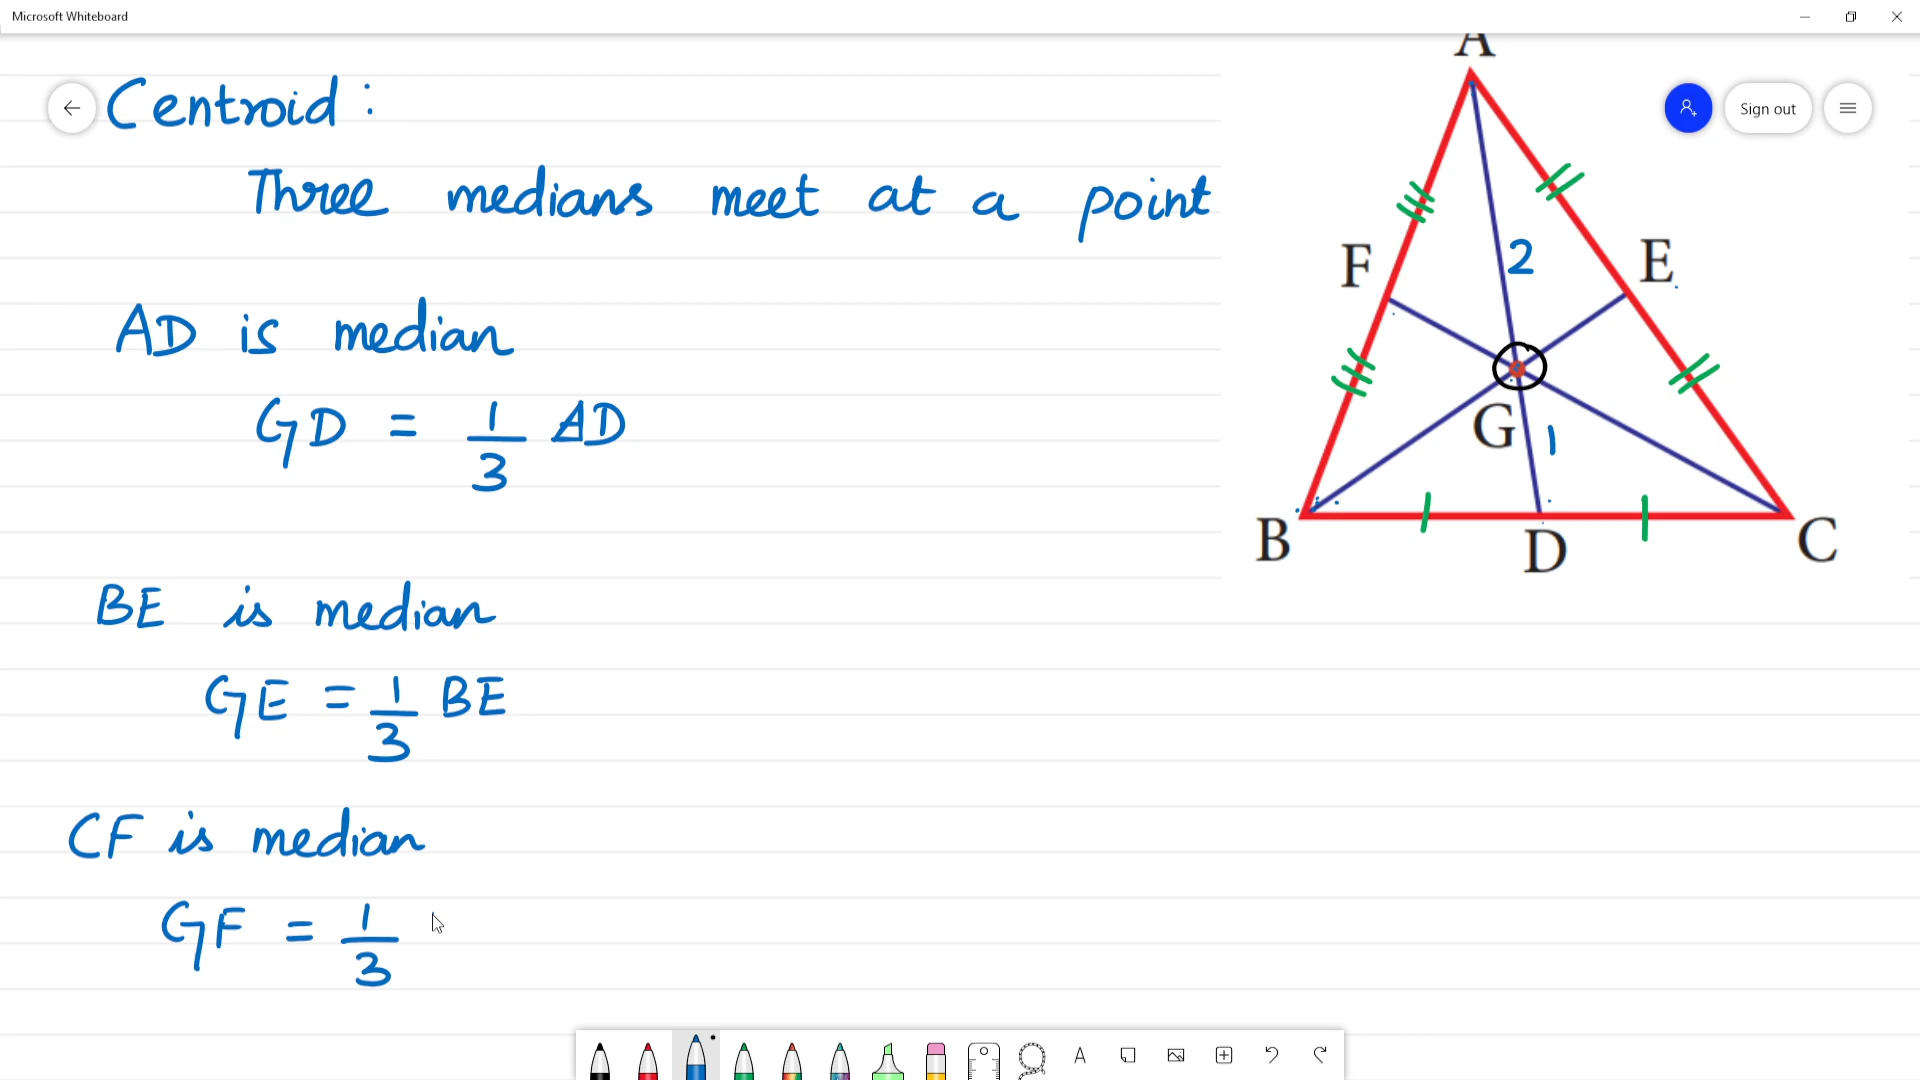 Microsoft Whiteboard
Centroid :
Three medians meet at a point
AD is median
GD = 1/3 AD
BE is median
GE = 1/3 BE
CF is median
GF = 1/3
A
Sign out
F
E
2
G
1
B
D
C
A